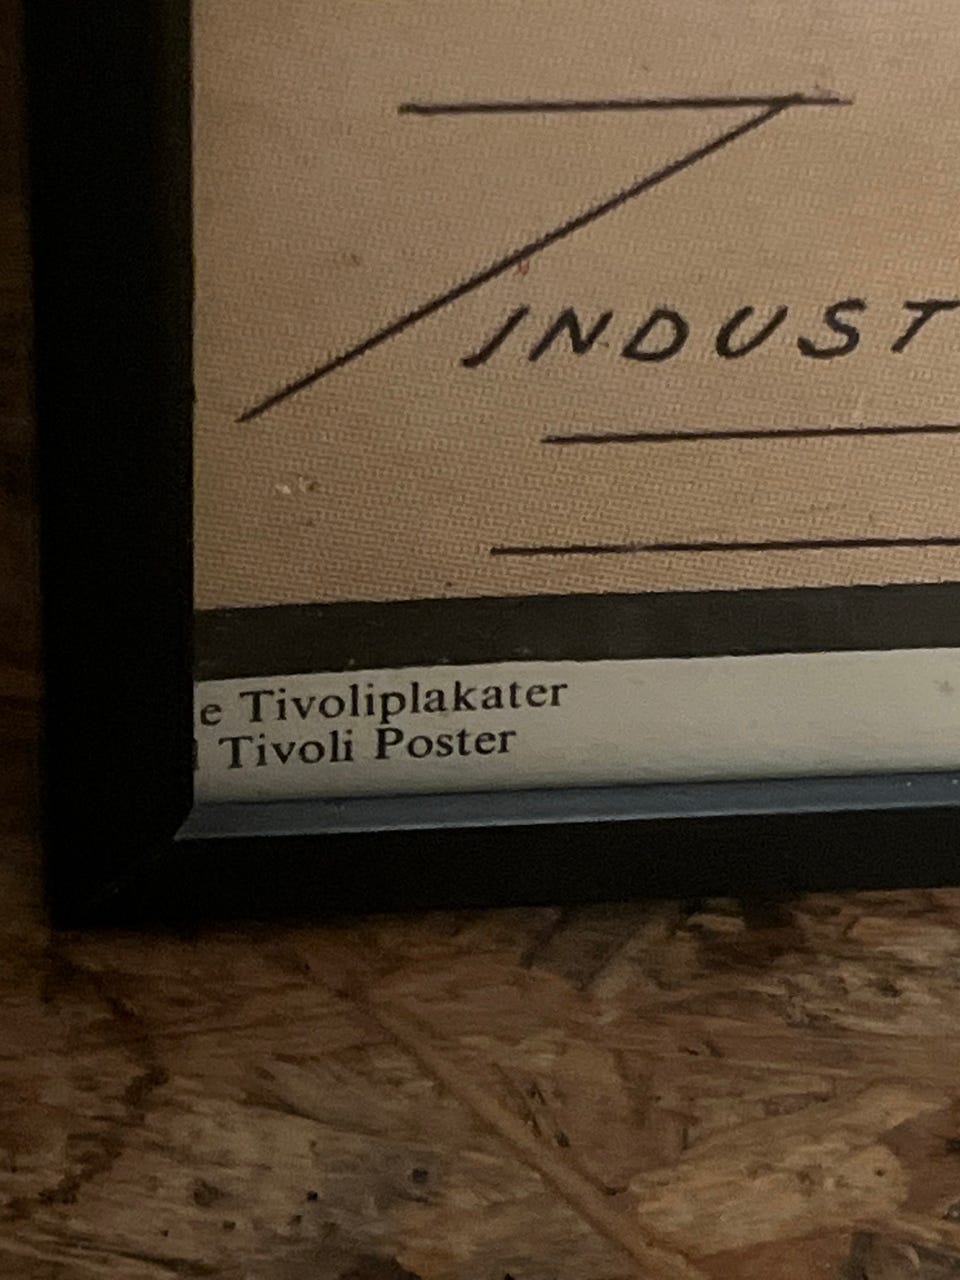 INDUST
e Tivoliplakater
Tivoli Poster